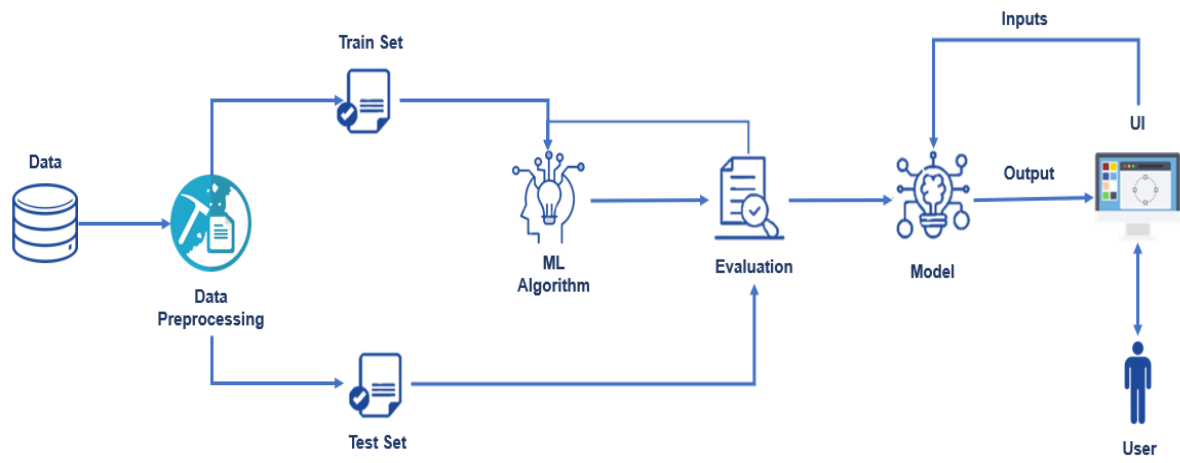 Inputs
Train Set
UI
Data
Output
ML
Algorithm
Evaluation
Model
Data
Preprocessing
Test Set
User